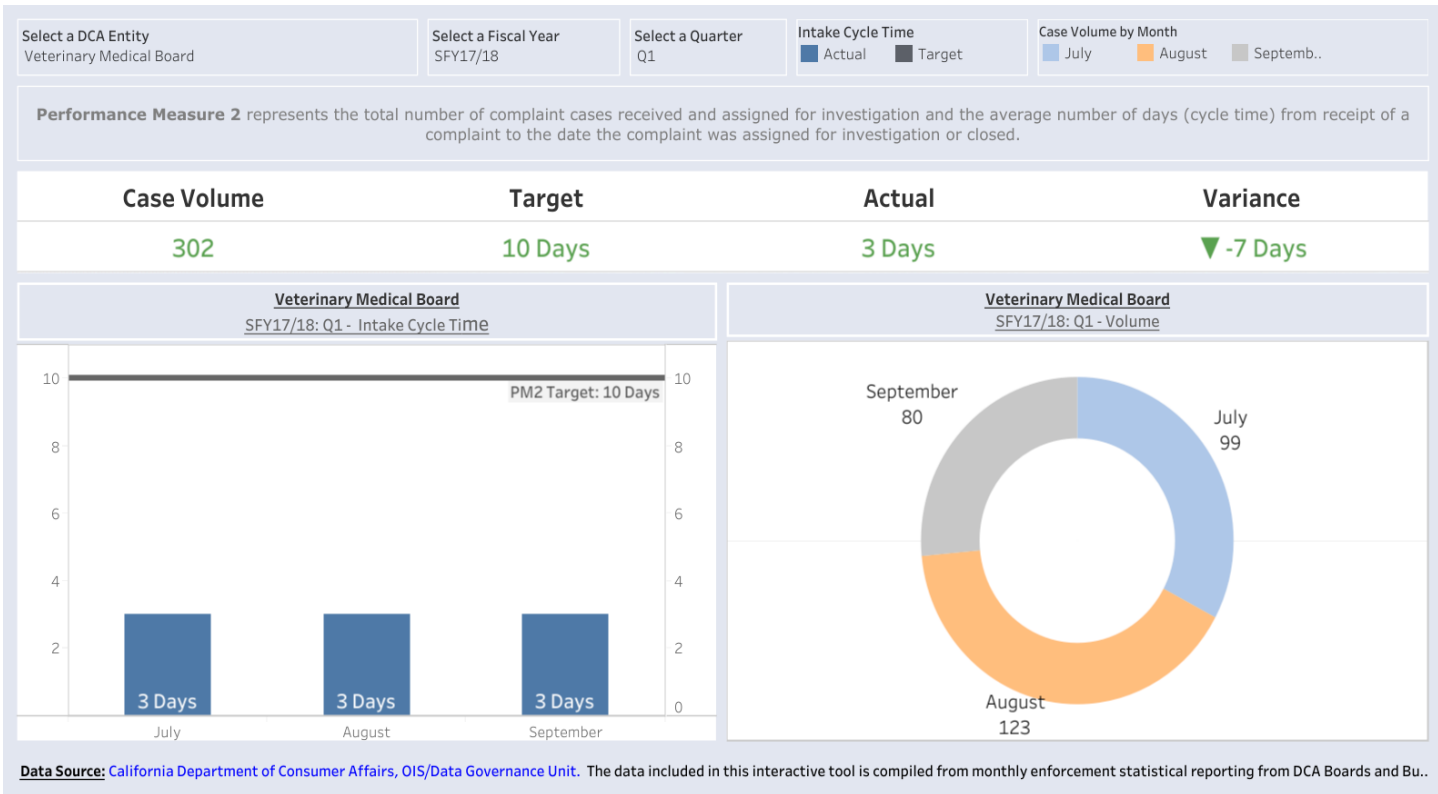 Select a DCA Entity
Veterinary Medical Board
Select a Fiscal Year
SFY17/18
Select a Quarter
Q1
Intake Cycle Time
Actual Target
Case Volume by Month
July August Septemb..
Performance Measure 2 represents the total number of complaint cases received and assigned for investigation and the average number of days (cycle time) from receipt of a
complaint to the date the complaint was assigned for investigation or closed.
Case Volume Target Actual Variance
302 10 Days 3 Days ▼ -7 Days
Veterinary Medical Board
SFY17/18: Q1 - Intake Cycle Time
10 10
PM2 Target: 10 Days
8 8
6 6
4 4
2 2
3 Days 3 Days 3 Days
0
July August September
Veterinary Medical Board
SFY17/18: Q1 - Volume
September
80
July
99
August
123
Data Source: California Department of Consumer Affairs, OIS/Data Governance Unit. The data included in this interactive tool is compiled from monthly enforcement statistical reporting from DCA Boards and Bu..